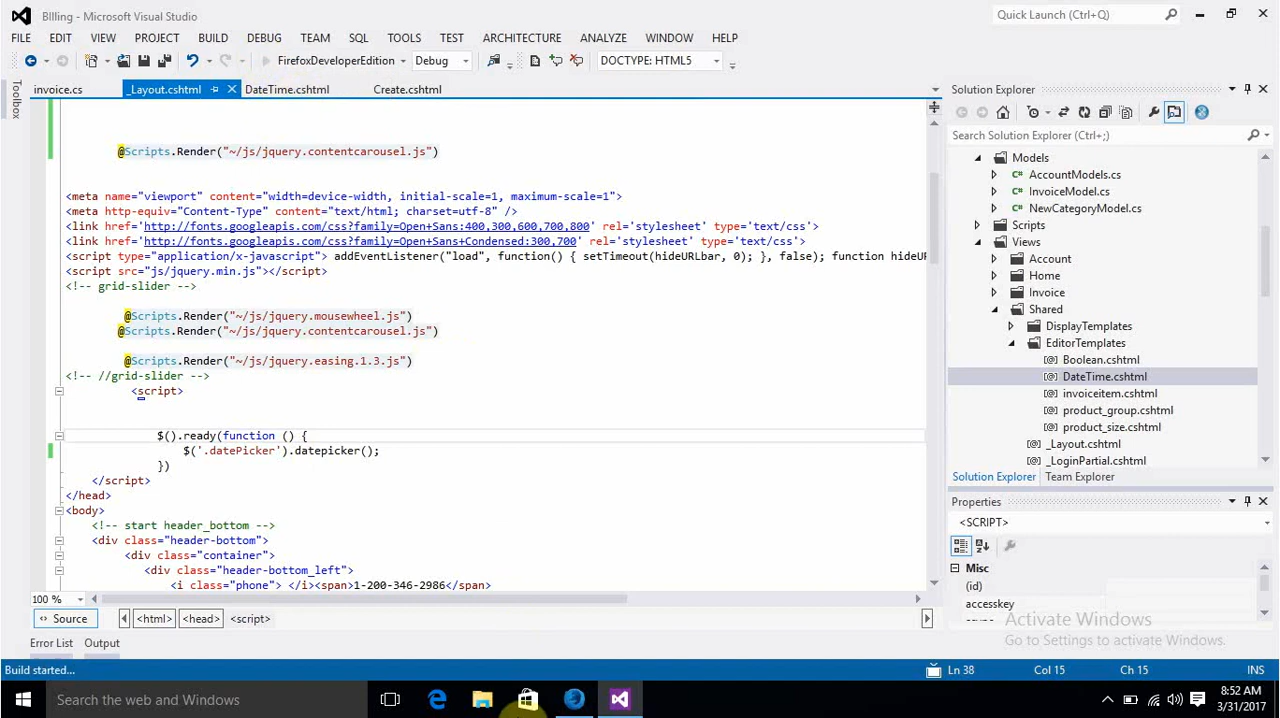 BIlling - Microsoft Visual Studio
Quick Launch (Ctrl+Q)
FILE EDIT VIEW PROJECT BUILD DEBUG TEAM SQL TOOLS TEST ARCHITECTURE ANALYZE WINDOW HELP
FirefoxDeveloperEdition Debug DOCTYPE: HTML5
Toolbox
invoice.cs _Layout.cshtml DateTime.cshtml Create.cshtml
@Scripts.Render("~/js/jquery.contentcarousel.js")
<meta name="viewport" content="width=device-width, initial-scale=1, maximum-scale=1">
<meta http-equiv="Content-Type" content="text/html; charset=utf-8" />
<link href='http://fonts.googleapis.com/css?family=Open+Sans:400,300,600,700,800' rel='stylesheet' type='text/css'>
<link href='http://fonts.googleapis.com/css?family=Open+Sans+Condensed:300,700' rel='stylesheet' type='text/css'>
<script type="application/x-javascript"> addEventListener("load", function() { setTimeout(hideURLbar, 0); }, false); function hideUR
<script src="js/jquery.min.js"></script>
<!-- grid-slider -->
@Scripts.Render("~/js/jquery.mousewheel.js")
@Scripts.Render("~/js/jquery.contentcarousel.js")
@Scripts.Render("~/js/jquery.easing.1.3.js")
<!-- //grid-slider -->
<script>
$().ready(function () {
$('.datePicker').datepicker();
})
</script>
</head>
<body>
<!-- start header_bottom -->
<div class="header-bottom">
<div class="container">
<div class="header-bottom_left">
<i class="phone"> </i><span>1-200-346-2986</span>
100 %
Source <html> <head> <script>
Error List Output
Solution Explorer
Search Solution Explorer (Ctrl+;)
Models
AccountModels.cs
InvoiceModel.cs
NewCategoryModel.cs
Scripts
Views
Account
Home
Invoice
Shared
DisplayTemplates
EditorTemplates
Boolean.cshtml
DateTime.cshtml
invoiceitem.cshtml
product_group.cshtml
product_size.cshtml
_Layout.cshtml
_LoginPartial.cshtml
Solution Explorer Team Explorer
Properties
<SCRIPT>
Misc
(id)
accesskey
Activate Windows
Go to Settings to activate Windows.
Build started... Ln 38 Col 15 Ch 15 INS
Search the web and Windows
8:52 AM
3/31/2017